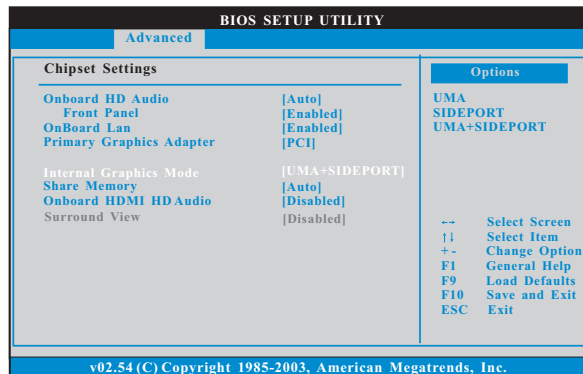 BIOS SETUP UTILITY
Advanced
Chipset Settings
Onboard HD Audio [Auto]
Front Panel [Enabled]
OnBoard Lan [Enabled]
Primary Graphics Adapter [PCI]
Internal Graphics Mode [UMA+SIDEPORT]
Share Memory [Auto]
Onboard HDMI HD Audio [Disabled]
Surround View [Disabled]
Options
UMA
SIDEPORT
UMA+SIDEPORT
←→ Select Screen
↑↓ Select Item
+ - Change Option
F1 General Help
F9 Load Defaults
F10 Save and Exit
ESC Exit
v02.54 (C) Copyright 1985-2003, American Megatrends, Inc.